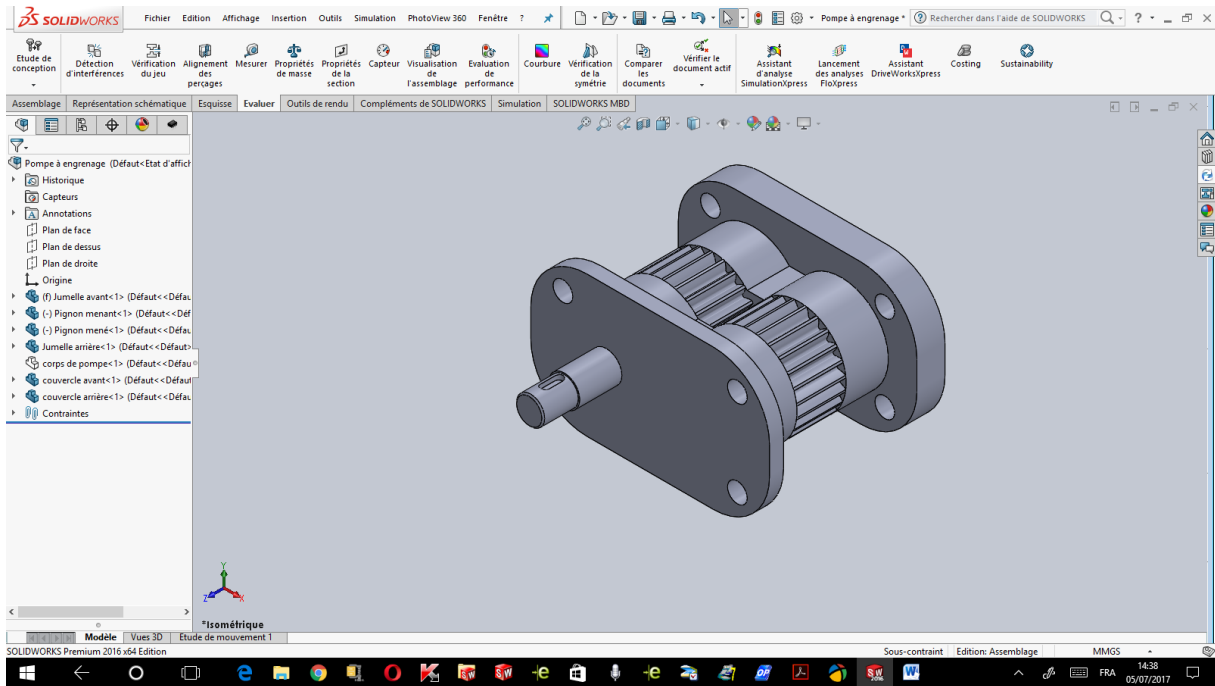 SOLIDWORKS Fichier Edition Affichage Insertion Outils Simulation PhotoView 360 Fenêtre ? Pompe à engrenage * Rechercher dans l'aide de SOLIDWORKS ?
Etude de conception
Détection d'interférences
Vérification du jeu
Alignement des perçages
Mesurer
Propriétés de masse
Propriétés de la section
Capteur
Visualisation de l'assemblage
Evaluation de performance
Courbure
Vérification de la symétrie
Comparer les documents
Vérifier le document actif
Assistant d'analyse SimulationXpress
Lancement des analyses FloXpress
Assistant DriveWorksXpress
Costing
Sustainability
Assemblage Représentation schématique Esquisse Evaluer Outils de rendu Compléments de SOLIDWORKS Simulation SOLIDWORKS MBD
Pompe à engrenage (Défaut<Etat d'affich
Historique
Capteurs
Annotations
Plan de face
Plan de dessus
Plan de droite
Origine
(f) Jumelle avant<1> (Défaut<<Défau
(-) Pignon menant<1> (Défaut<<Déf
(-) Pignon mené<1> (Défaut<<Défau
Jumelle arrière<1> (Défaut<<Défaut>
corps de pompe<1> (Défaut<<Défau
couvercle avant<1> (Défaut<<Défaut
couvercle arrière<1> (Défaut<<Défau
Contraintes
Y
Z X
*Isométrique
Modèle Vues 3D Etude de mouvement 1
SOLIDWORKS Premium 2016 x64 Edition Sous-contraint Edition: Assemblage MMGS
FRA 14:38
05/07/2017